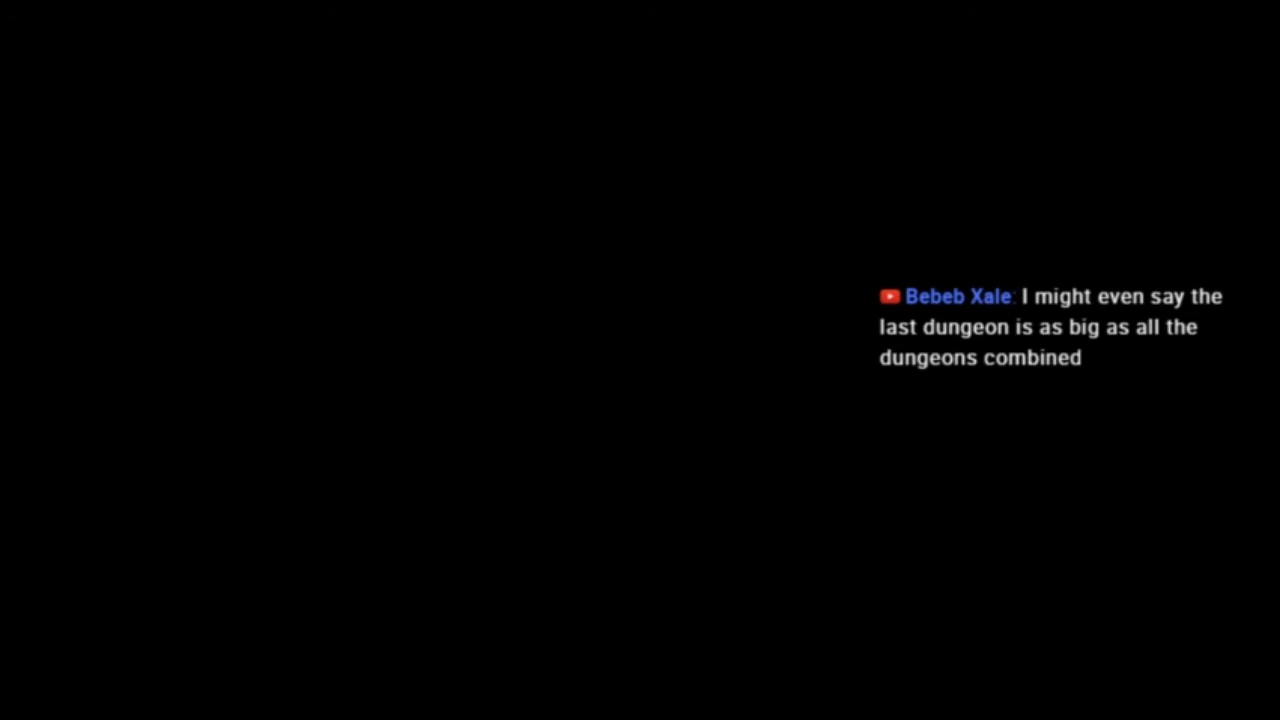 Bebeb Xale: I might even say the
last dungeon is as big as all the
dungeons combined